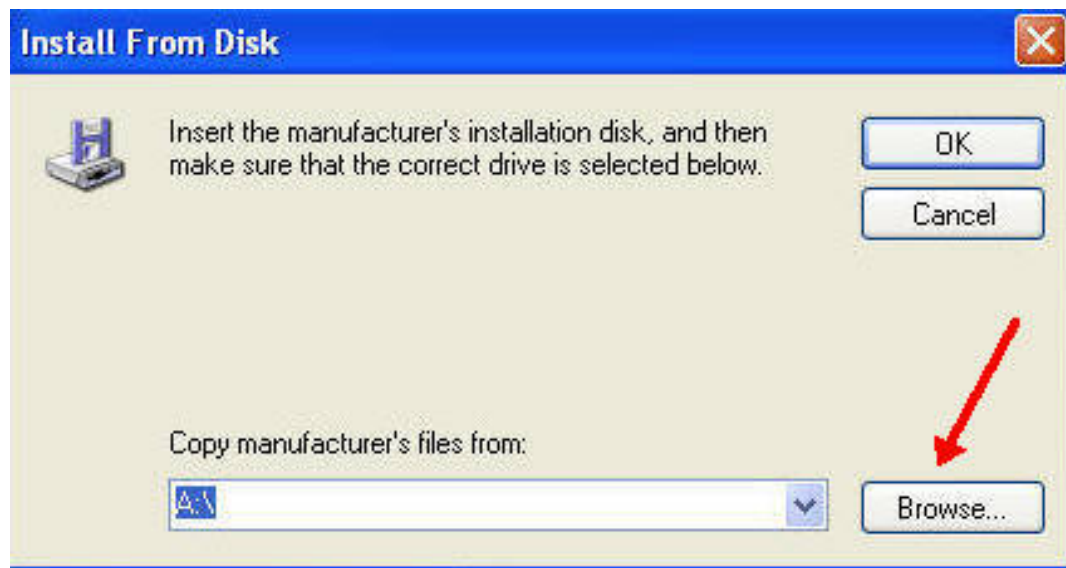 Install From Disk
Insert the manufacturer's installation disk, and then
make sure that the correct drive is selected below.
OK
Cancel
Copy manufacturer's files from:
A:\
Browse...